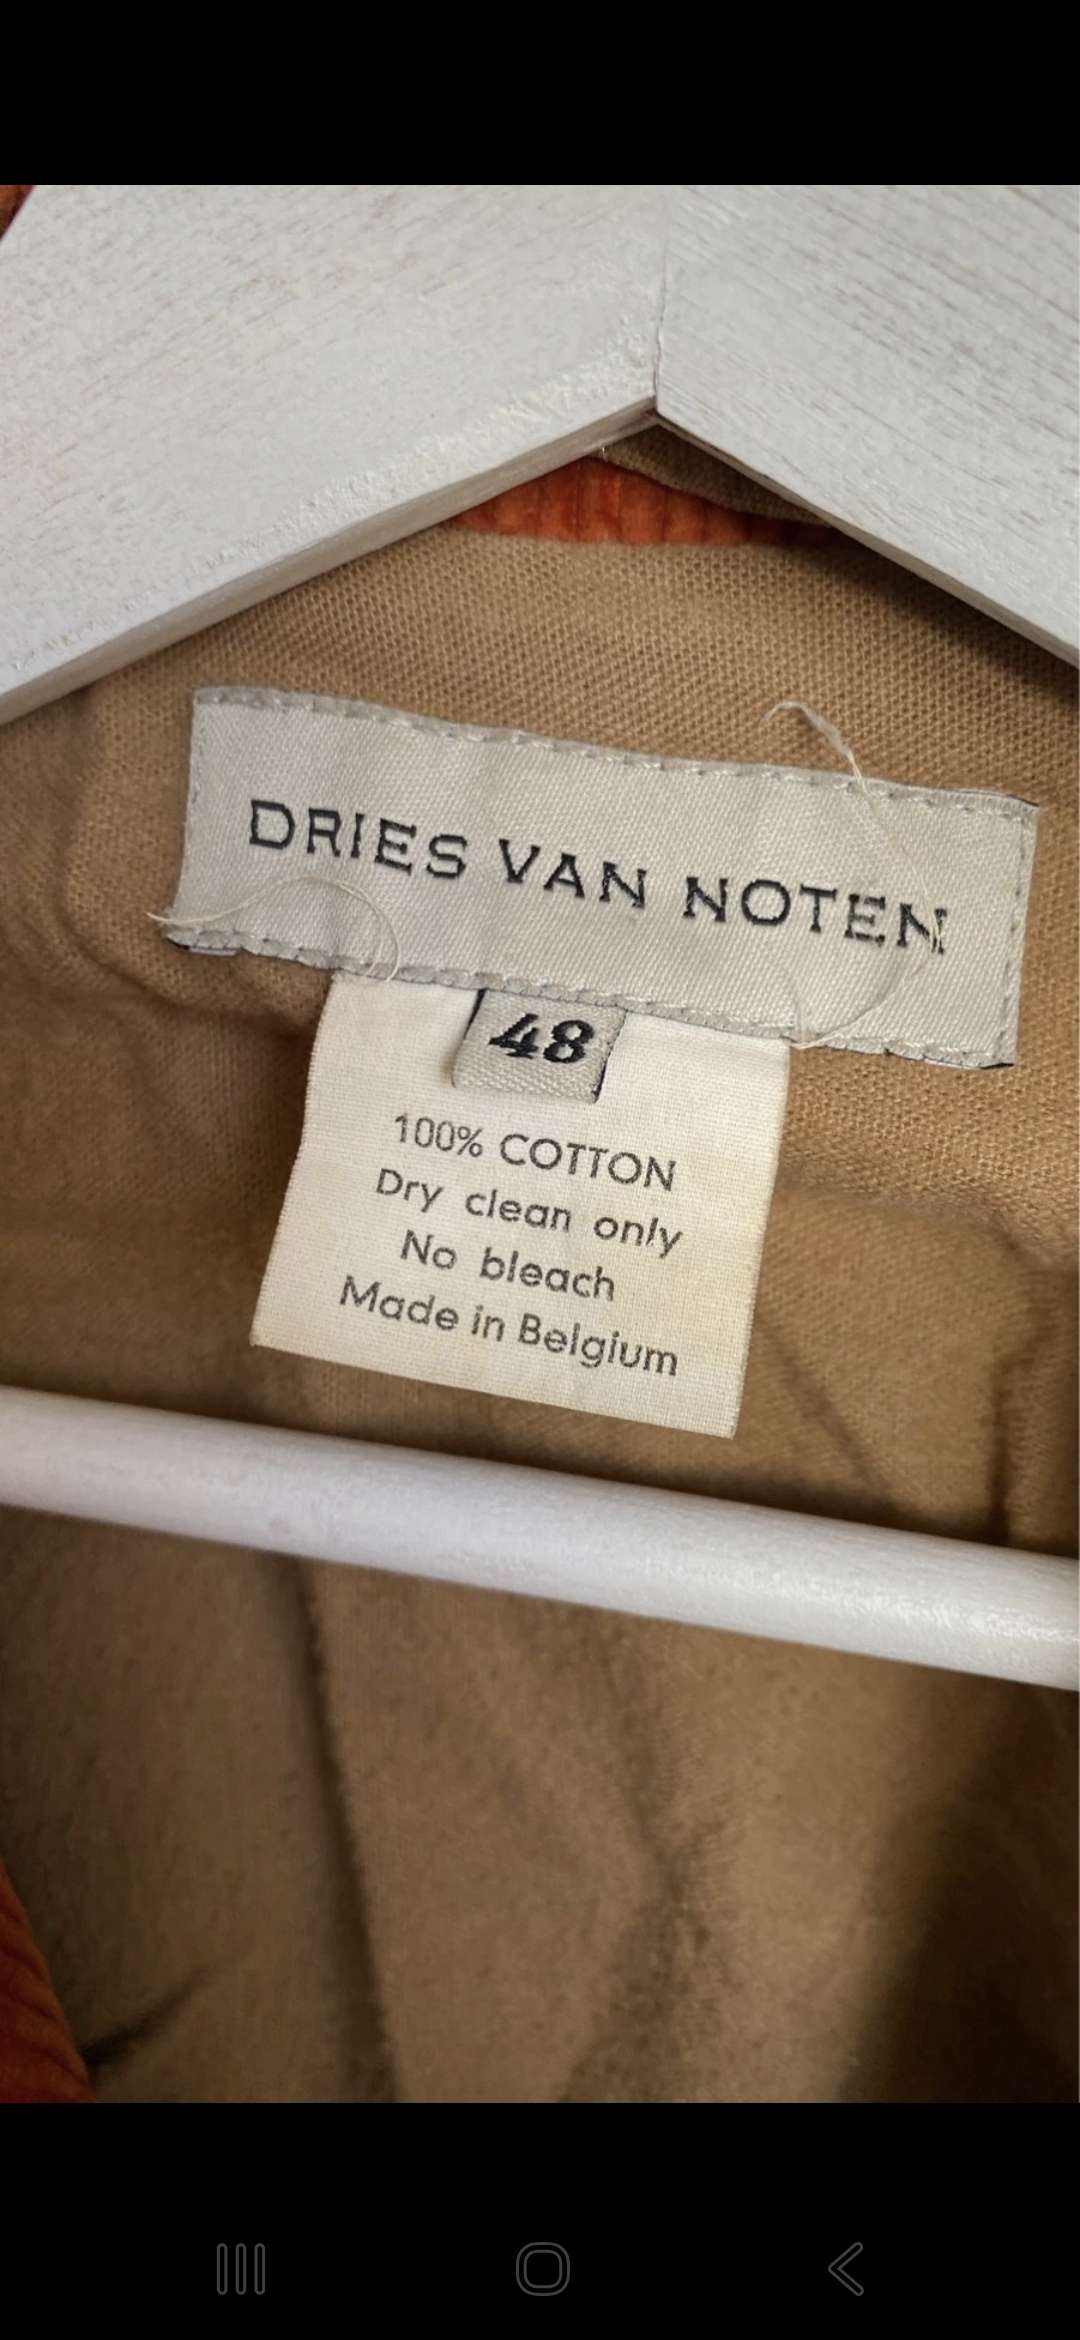 DRIES VAN NOTEN
48
100% COTTON
Dry clean only
No bleach
Made in Belgium